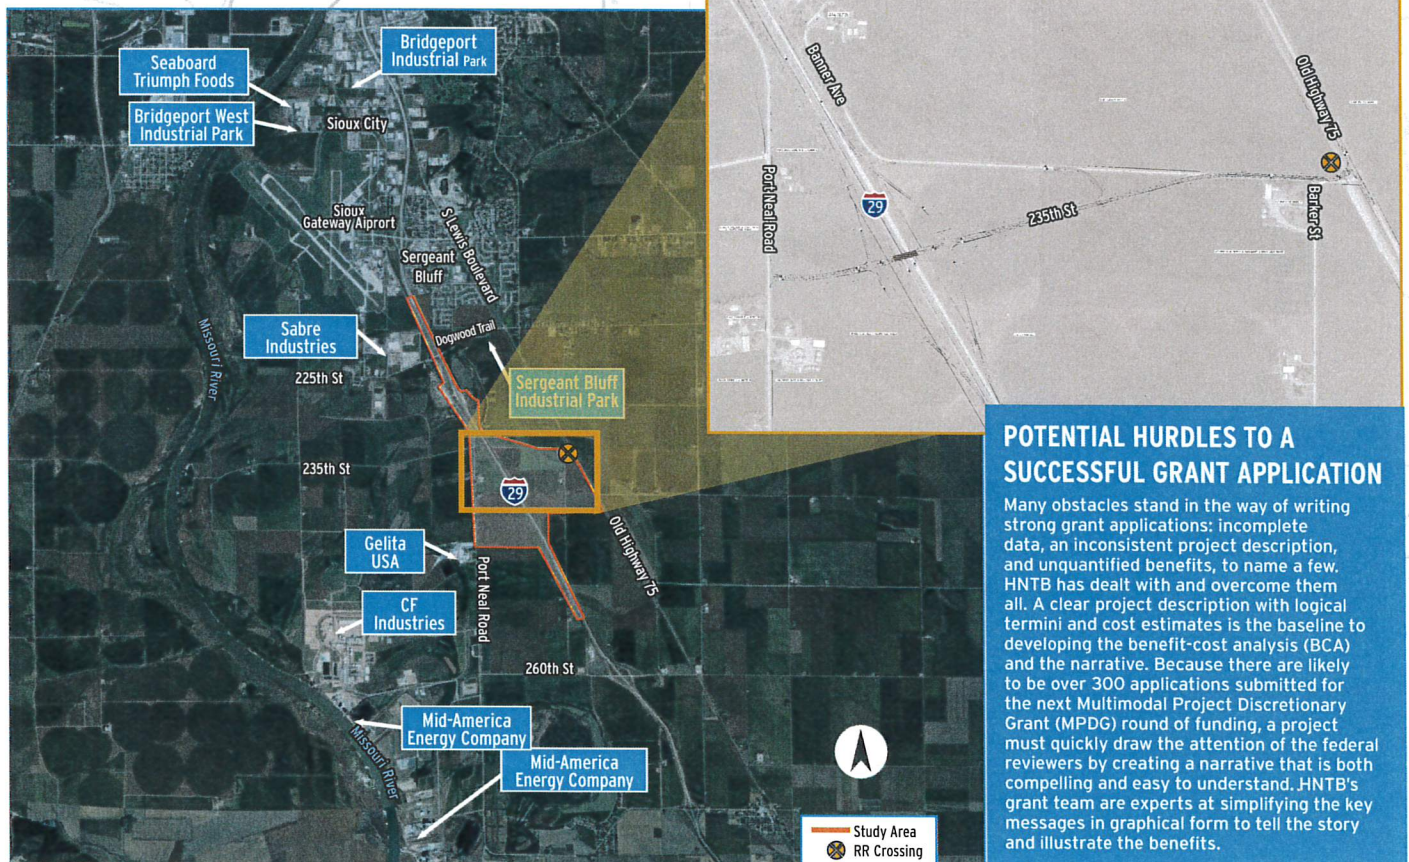 Bridgeport
Industrial Park
Seaboard
Triumph Foods
Bridgeport West
Industrial Park
Sioux City
Sioux
Gateway Aiprort
S Lewis Boulevard
Sergeant
Bluff
Missouri River
Sabre
Industries
Dogwood Trail
225th St
Sergeant Bluff
Industrial Park
235th St
29
Gelita
USA
Port Neal Road
Old Highway 75
CF
Industries
260th St
Mid-America
Energy Company
Missouri River
Mid-America
Energy Company
Study Area
RR Crossing
Banner Ave
Old Highway 75
Port Neal Road
29
235th St
Barker St
POTENTIAL HURDLES TO A
SUCCESSFUL GRANT APPLICATION
Many obstacles stand in the way of writing
strong grant applications: incomplete
data, an inconsistent project description,
and unquantified benefits, to name a few.
HNTB has dealt with and overcome them
all. A clear project description with logical
termini and cost estimates is the baseline to
developing the benefit-cost analysis (BCA)
and the narrative. Because there are likely
to be over 300 applications submitted for
the next Multimodal Project Discretionary
Grant (MPDG) round of funding, a project
must quickly draw the attention of the federal
reviewers by creating a narrative that is both
compelling and easy to understand. HNTB's
grant team are experts at simplifying the key
messages in graphical form to tell the story
and illustrate the benefits.